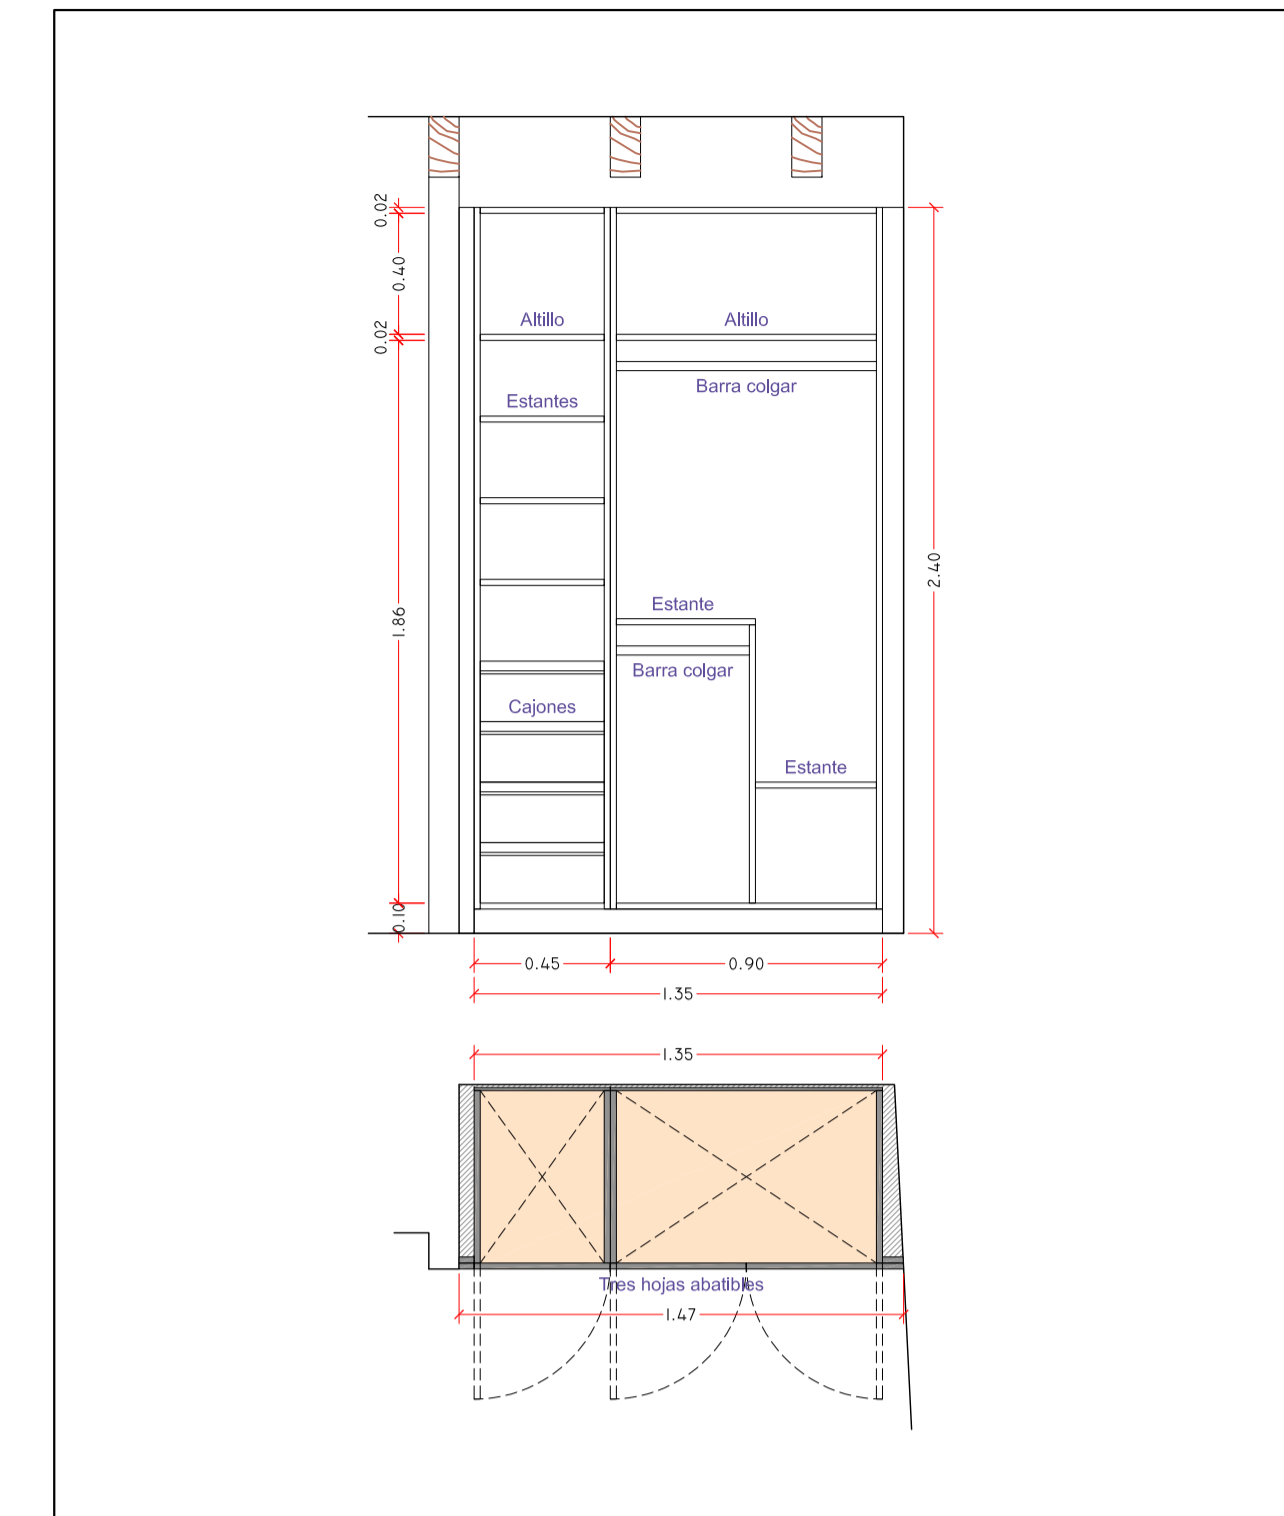 0.02
0.40
0.02
Altillo
Altillo
Barra colgar
Estantes
2.40
1.86
Estante
Barra colgar
Cajones
Estante
0.10
0.45
0.90
1.35
1.35
Tres hojas abatibles
1.47